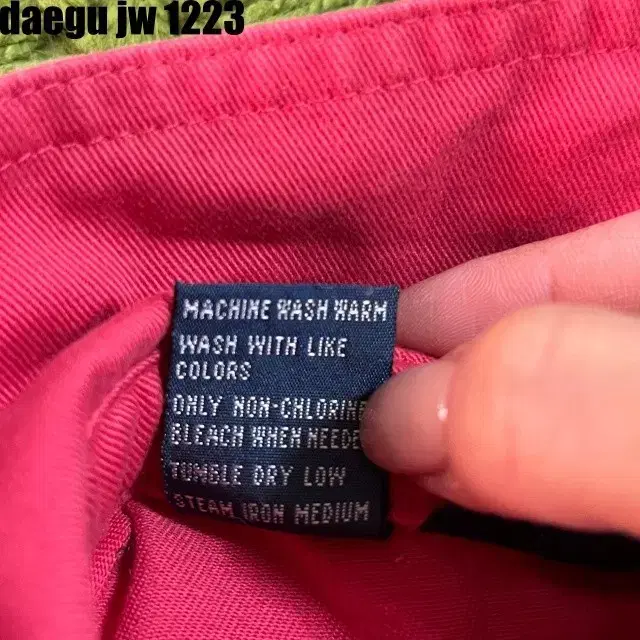 daegu jw 1223
MACHINE WASH WARM
WASH WITH LIKE
COLORS
ONLY NON-CHLORINE
BLEACH WHEN NEEDE
TUMBLE DRY LOW
STEAM IRON MEDIUM